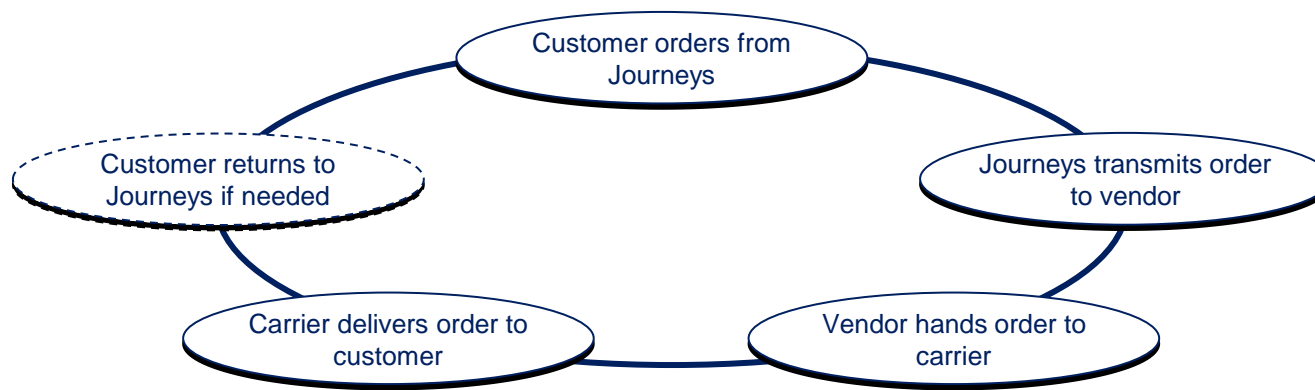 Customer orders from
Journeys
Journeys transmits order
to vendor
Vendor hands order to
carrier
Carrier delivers order to
customer
Customer returns to
Journeys if needed